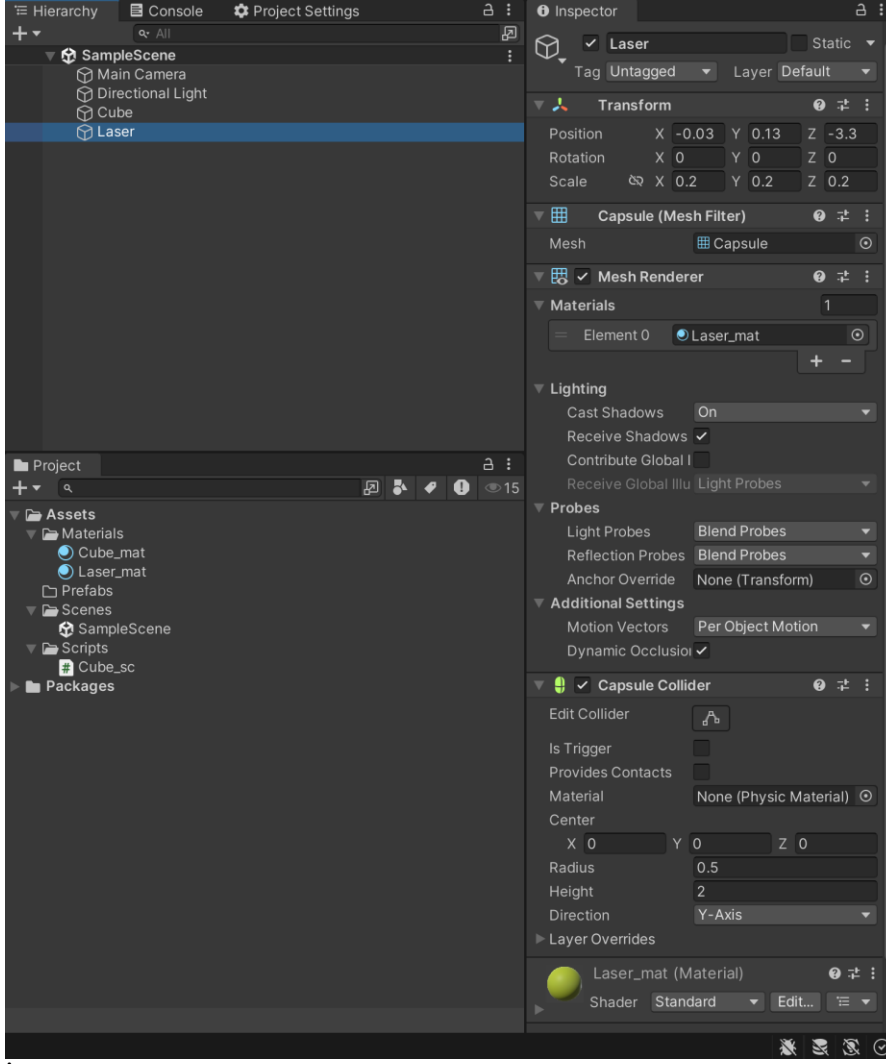 Hierarchy
Console
Project Settings
All
SampleScene
Main Camera
Directional Light
Cube
Laser
Project
15
Assets
Materials
Cube_mat
Laser_mat
Prefabs
Scenes
SampleScene
Scripts
Cube_sc
Packages
Inspector
Laser
Static
Tag Untagged Layer Default
Transform
Position X -0.03 Y 0.13 Z -3.3
Rotation X 0 Y 0 Z 0
Scale X 0.2 Y 0.2 Z 0.2
Capsule (Mesh Filter)
Mesh Capsule
Mesh Renderer
Materials 1
Element 0 Laser_mat
Lighting
Cast Shadows On
Receive Shadows
Contribute Global I
Receive Global Illu Light Probes
Probes
Light Probes Blend Probes
Reflection Probes Blend Probes
Anchor Override None (Transform)
Additional Settings
Motion Vectors Per Object Motion
Dynamic Occlusion
Capsule Collider
Edit Collider
Is Trigger
Provides Contacts
Material None (Physic Material)
Center
X 0 Y 0 Z 0
Radius 0.5
Height 2
Direction Y-Axis
Layer Overrides
Laser_mat (Material)
Shader Standard Edit...